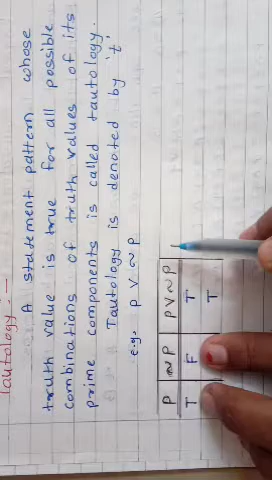 Tautology :-
A statement pattern whose
truth value is true for all possible
combinations of truth values of its
prime components is called tautology.
Tautology is denoted by 't'
e.g. p ∨ ~p
P ~P P∨~P
T F T
T